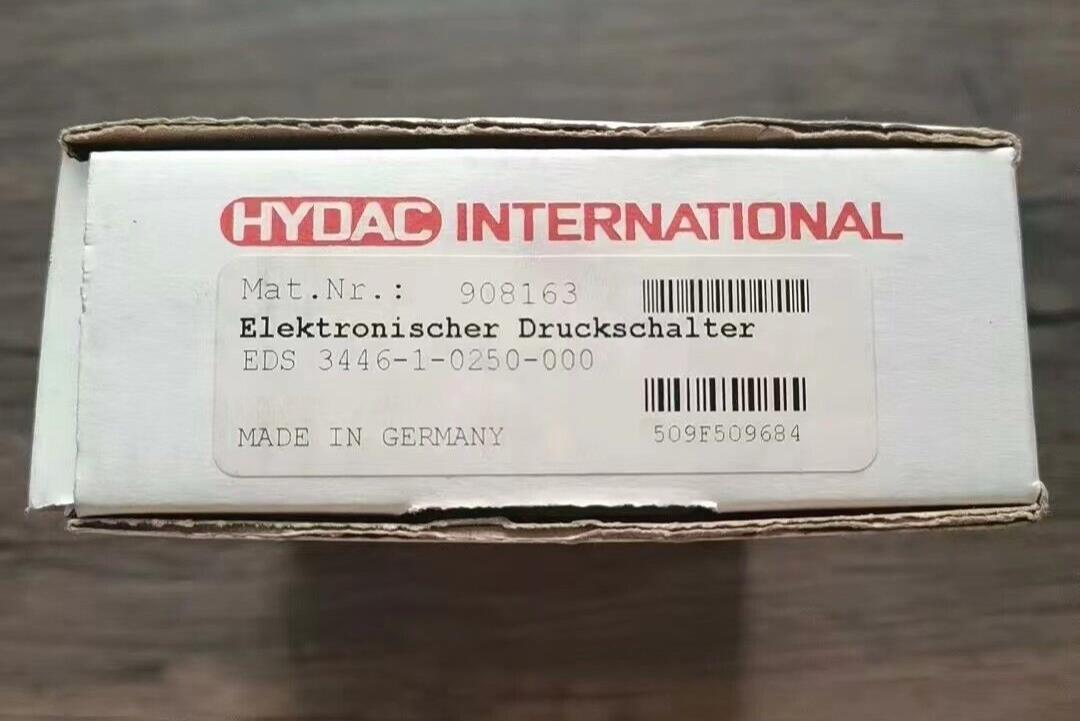 HYDAC INTERNATIONAL
Mat.Nr.: 908163
Elektronischer Druckschalter
EDS 3446-1-0250-000
MADE IN GERMANY 509F509684